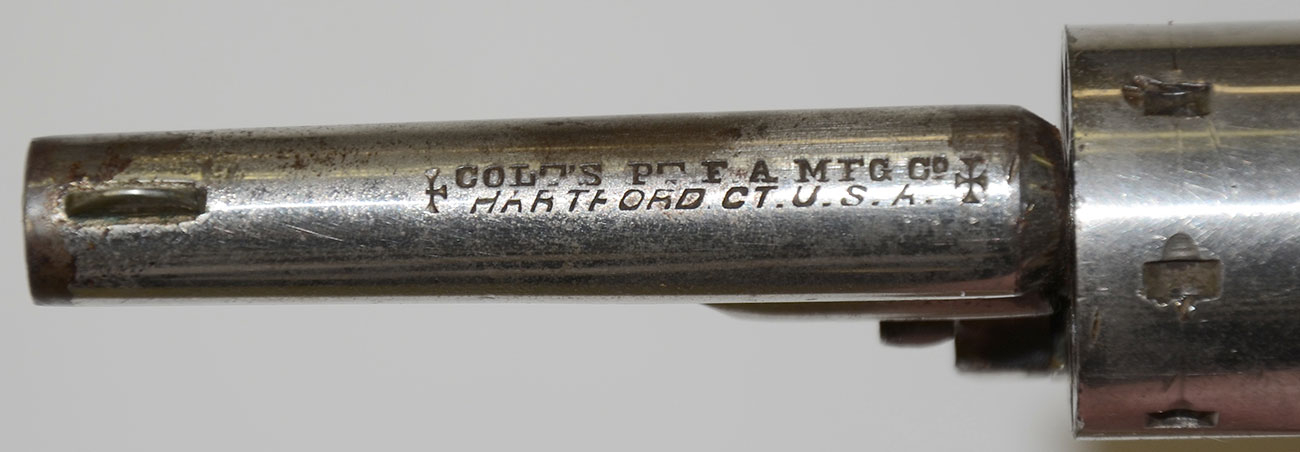 COLT'S PT F. A. MFG. Co
HARTFORD CT. U. S. A.